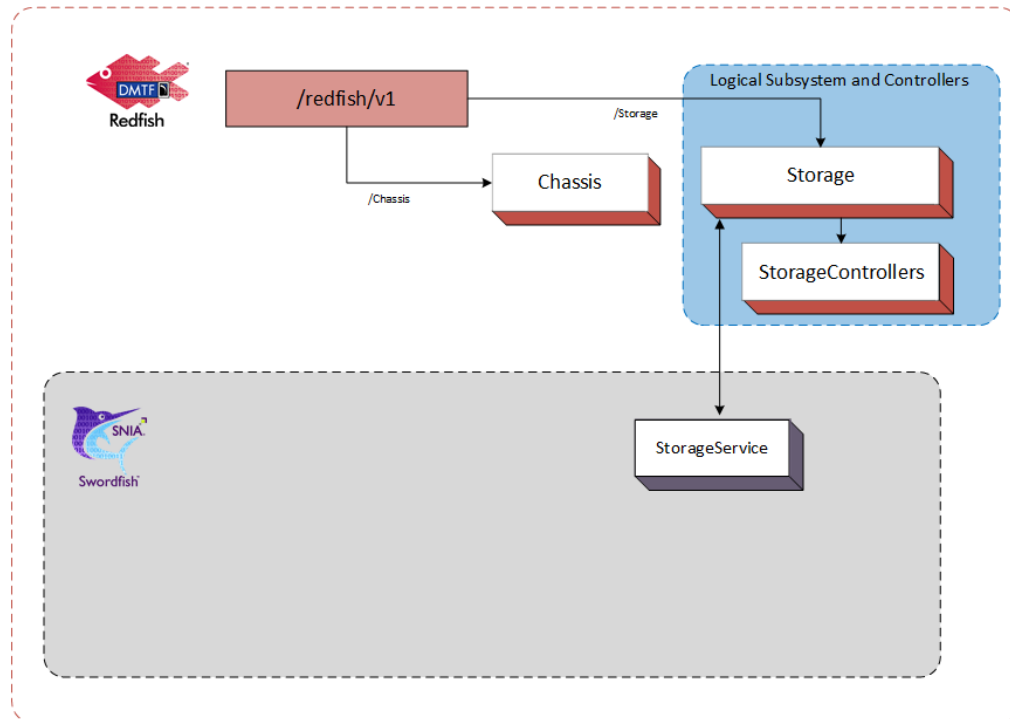 DMTF
Redfish
/redfish/v1
/Storage
/Chassis
Chassis
Logical Subsystem and Controllers
Storage
StorageControllers
SNIA
Swordfish
StorageService